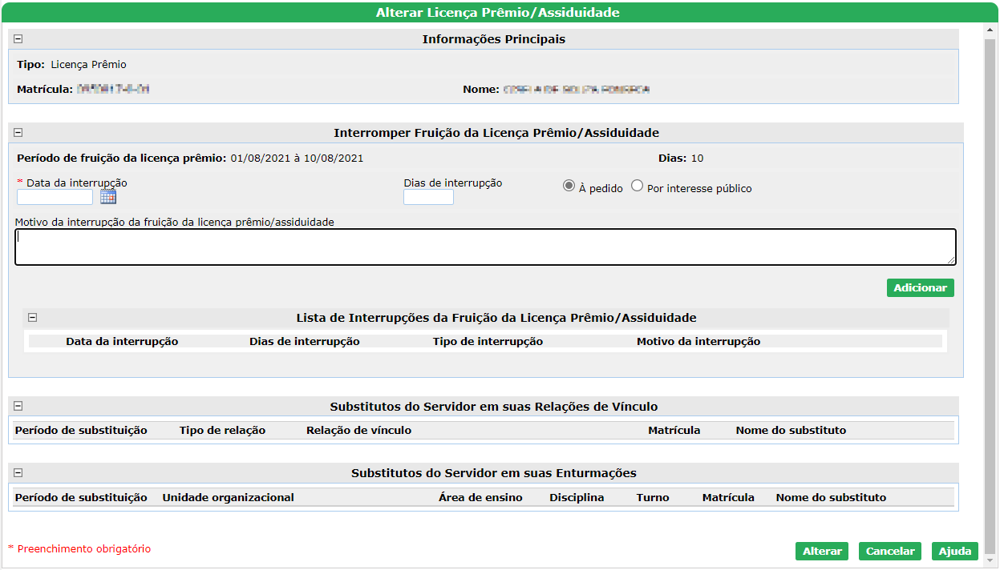 Alterar Licença Prêmio/Assiduidade
Informações Principais
Tipo: Licença Prêmio
Matrícula: Nome:
Interromper Fruição da Licença Prêmio/Assiduidade
Período de fruição da licença prêmio: 01/08/2021 à 10/08/2021 Dias: 10
* Data da interrupção Dias de interrupção À pedido Por interesse público
Motivo da interrupção da fruição da licença prêmio/assiduidade
Adicionar
Lista de Interrupções da Fruição da Licença Prêmio/Assiduidade
Data da interrupção Dias de interrupção Tipo de interrupção Motivo da interrupção
Substitutos do Servidor em suas Relações de Vínculo
Período de substituição Tipo de relação Relação de vínculo Matrícula Nome do substituto
Substitutos do Servidor em suas Enturmações
Período de substituição Unidade organizacional Área de ensino Disciplina Turno Matrícula Nome do substituto
* Preenchimento obrigatório Alterar Cancelar Ajuda